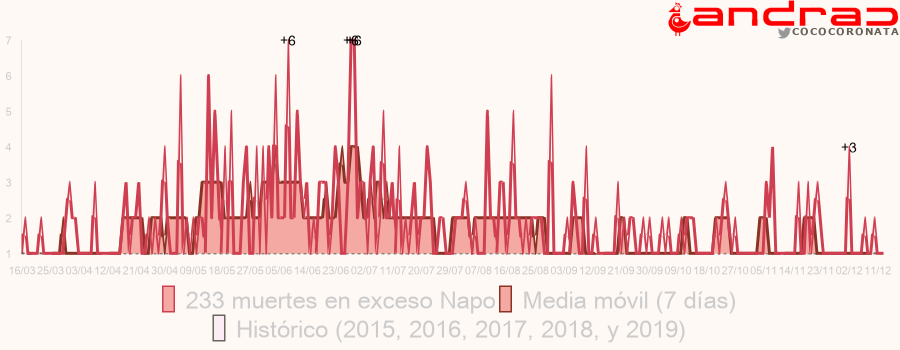 andras
COCOCORONATA
+6 +6 +6
7
6
5
4
+3
3
2
1
16/03 25/03 03/04 12/04 21/04 30/04 09/05 18/05 27/05 05/06 14/06 23/06 02/07 11/07 20/07 29/07 07/08 16/08 25/08 03/09 12/09 21/09 30/09 09/10 18/10 27/10 05/11 14/11 23/11 02/12 11/12
233 muertes en exceso Napo Media móvil (7 días)
Histórico (2015, 2016, 2017, 2018, y 2019)